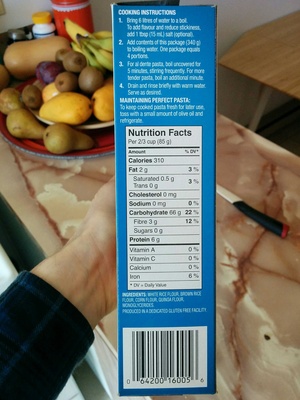 COOKING INSTRUCTIONS
1. Bring 6 litres of water to a boil.
To add flavour and reduce stickiness,
add 1 tbsp (15 mL) salt (optional).
2. Add contents of this package (340 g)
to boiling water. One package equals
4 portions.
3. For al dente pasta, boil uncovered for
5 minutes, stirring frequently. For more
tender pasta, boil an additional minute.
4. Drain and rinse briefly with warm water.
Serve as desired.
MAINTAINING PERFECT PASTA:
To keep cooked pasta fresh for later use,
toss with a small amount of olive oil and
refrigerate.
Nutrition Facts
Per 2/3 cup (85 g)
Amount % DV*
Calories 310
Fat 2 g 3 %
Saturated 0.5 g
Trans 0 g 3 %
Cholesterol 0 mg
Sodium 0 mg 0 %
Carbohydrate 66 g 22 %
Fibre 3 g 12 %
Sugars 0 g
Protein 6 g
Vitamin A 0 %
Vitamin C 0 %
Calcium 0 %
Iron 6 %
* DV = Daily Value
INGREDIENTS: WHITE RICE FLOUR, BROWN RICE
FLOUR, CORN FLOUR, QUINOA FLOUR,
MONOGLYCERIDES.
PRODUCED IN A DEDICATED GLUTEN FREE FACILITY.
0 64200 16005 6